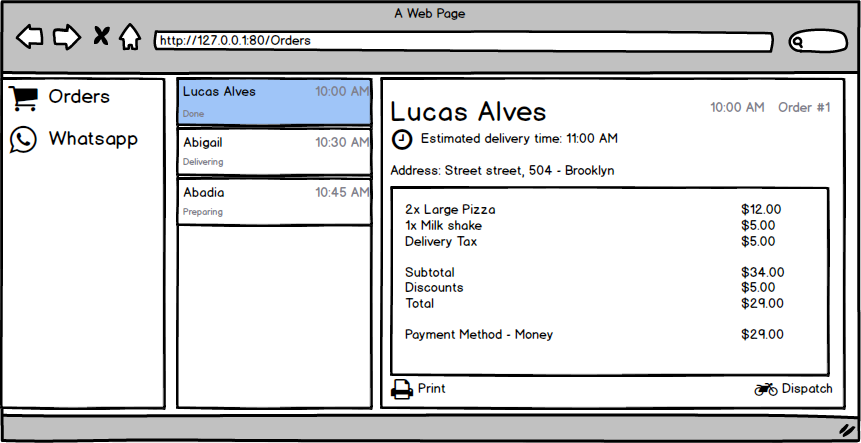 A Web Page
http://127.0.0.1:80/Orders
Orders
Whatsapp
Lucas Alves 10:00 AM
Done
Abigail 10:30 AM
Delivering
Abadia 10:45 AM
Preparing
Lucas Alves 10:00 AM Order #1
Estimated delivery time: 11:00 AM
Address: Street street, 504 - Brooklyn
2x Large Pizza $12.00
1x Milk shake $5.00
Delivery Tax $5.00
Subtotal $34.00
Discounts $5.00
Total $29.00
Payment Method - Money $29.00
Print Dispatch